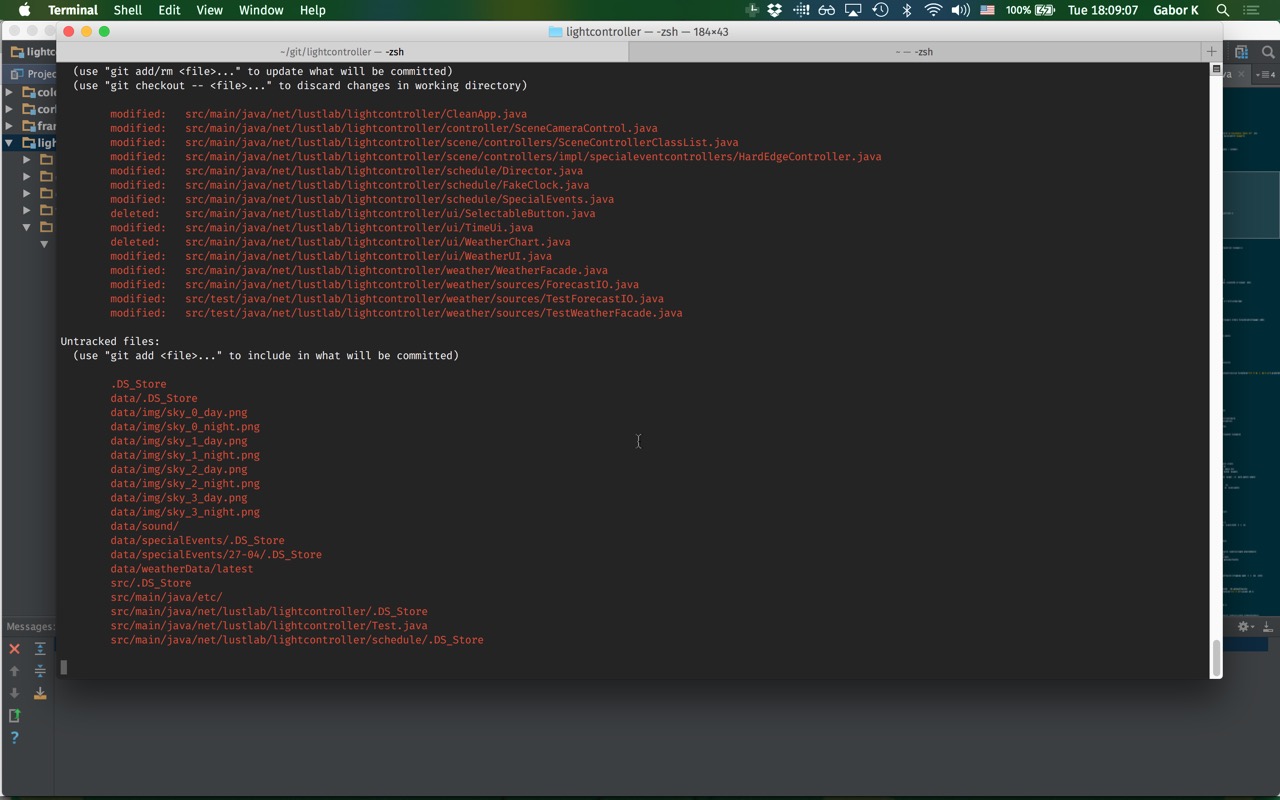 Terminal Shell Edit View Window Help 100% Tue 18:09:07 Gabor K
lightcontroller — -zsh — 184×43
~/git/lightcontroller — -zsh
— — -zsh
lightc
Projec
colo
cor
fran
ligh
(use "git add/rm <file>..." to update what will be committed)
(use "git checkout -- <file>..." to discard changes in working directory)
modified: src/main/java/net/lustlab/lightcontroller/CleanApp.java
modified: src/main/java/net/lustlab/lightcontroller/controller/SceneCameraControl.java
modified: src/main/java/net/lustlab/lightcontroller/scene/controllers/SceneControllerClassList.java
modified: src/main/java/net/lustlab/lightcontroller/scene/controllers/impl/specialeventcontrollers/HardEdgeController.java
modified: src/main/java/net/lustlab/lightcontroller/schedule/Director.java
modified: src/main/java/net/lustlab/lightcontroller/schedule/FakeClock.java
modified: src/main/java/net/lustlab/lightcontroller/schedule/SpecialEvents.java
deleted: src/main/java/net/lustlab/lightcontroller/ui/SelectableButton.java
modified: src/main/java/net/lustlab/lightcontroller/ui/TimeUi.java
deleted: src/main/java/net/lustlab/lightcontroller/ui/WeatherChart.java
modified: src/main/java/net/lustlab/lightcontroller/ui/WeatherUI.java
modified: src/main/java/net/lustlab/lightcontroller/weather/WeatherFacade.java
modified: src/main/java/net/lustlab/lightcontroller/weather/sources/ForecastIO.java
modified: src/test/java/net/lustlab/lightcontroller/weather/sources/TestForecastIO.java
modified: src/test/java/net/lustlab/lightcontroller/weather/sources/TestWeatherFacade.java
Untracked files:
(use "git add <file>..." to include in what will be committed)
.DS_Store
data/.DS_Store
data/img/sky_0_day.png
data/img/sky_0_night.png
data/img/sky_1_day.png
data/img/sky_1_night.png
data/img/sky_2_day.png
data/img/sky_2_night.png
data/img/sky_3_day.png
data/img/sky_3_night.png
data/sound/
data/specialEvents/.DS_Store
data/specialEvents/27-04/.DS_Store
data/weatherData/latest
src/.DS_Store
src/main/java/etc/
src/main/java/net/lustlab/lightcontroller/.DS_Store
src/main/java/net/lustlab/lightcontroller/Test.java
src/main/java/net/lustlab/lightcontroller/schedule/.DS_Store
Messages: